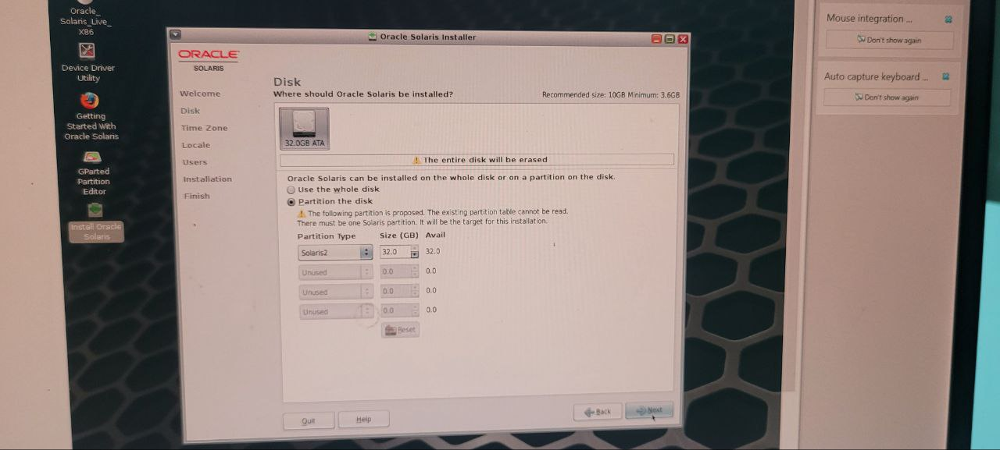 Oracle_
Solaris_Live_
X86
Device Driver
Utility
Getting
Started With
Oracle Solaris
GParted
Partition
Editor
Install Oracle
Solaris
Oracle Solaris Installer
ORACLE
SOLARIS
Welcome
Disk
Time Zone
Locale
Users
Installation
Finish
Disk
Where should Oracle Solaris be installed?
Recommended size: 10GB Minimum: 3.6GB
32.0GB ATA
The entire disk will be erased
Oracle Solaris can be installed on the whole disk or on a partition on the disk.
Use the whole disk
Partition the disk
The following partition is proposed. The existing partition table cannot be read.
There must be one Solaris partition. It will be the target for this installation.
Partition Type Size (GB) Avail
Solaris2 32.0 32.0
Unused 0.0 0.0
Unused 0.0 0.0
Unused 0.0 0.0
Reset
Quit Help Back Next
Mouse integration ...
Don't show again
Auto capture keyboard ...
Don't show again